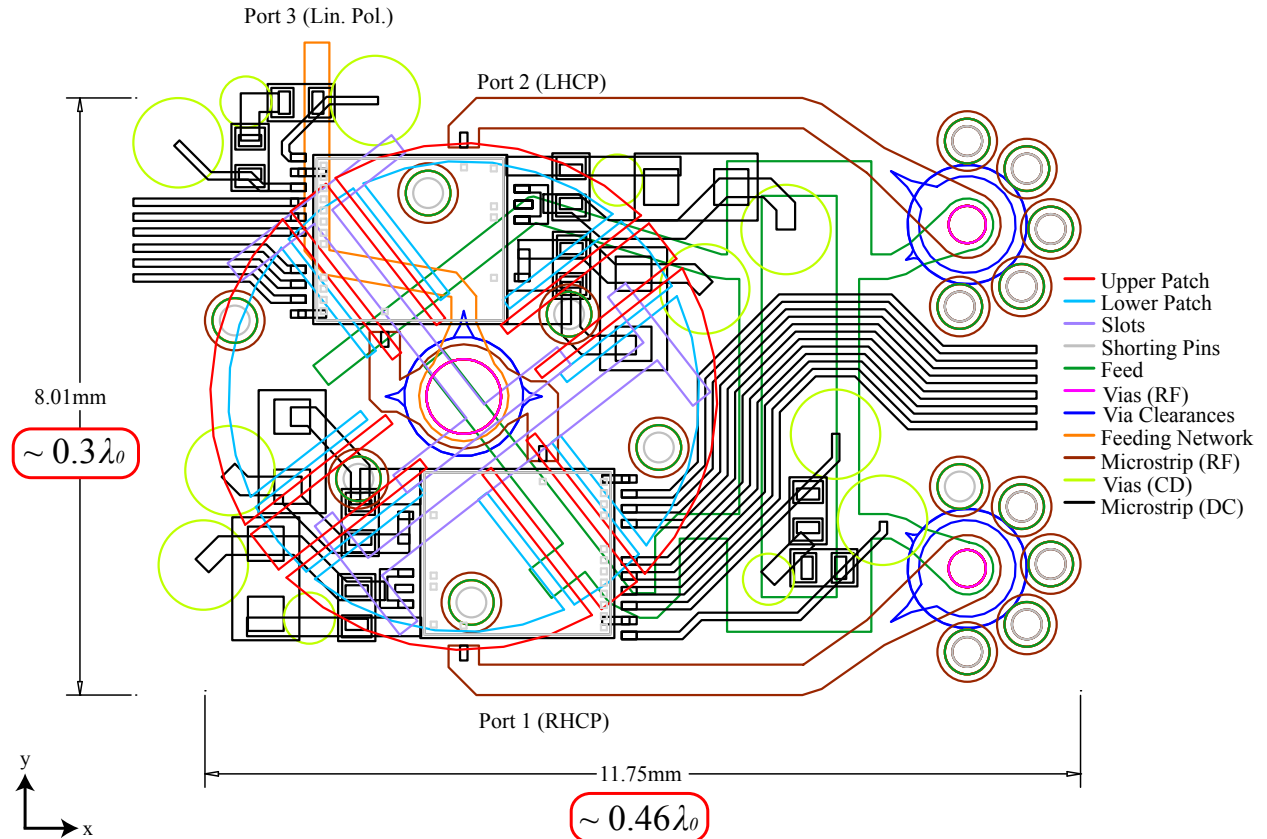 Port 3 (Lin. Pol.)
Port 2 (LHCP)
8.01mm
~ 0.3λ₀
Upper Patch
Lower Patch
Slots
Shorting Pins
Feed
Vias (RF)
Via Clearances
Feeding Network
Microstrip (RF)
Vias (CD)
Microstrip (DC)
Port 1 (RHCP)
11.75mm
~ 0.46λ₀
y
x